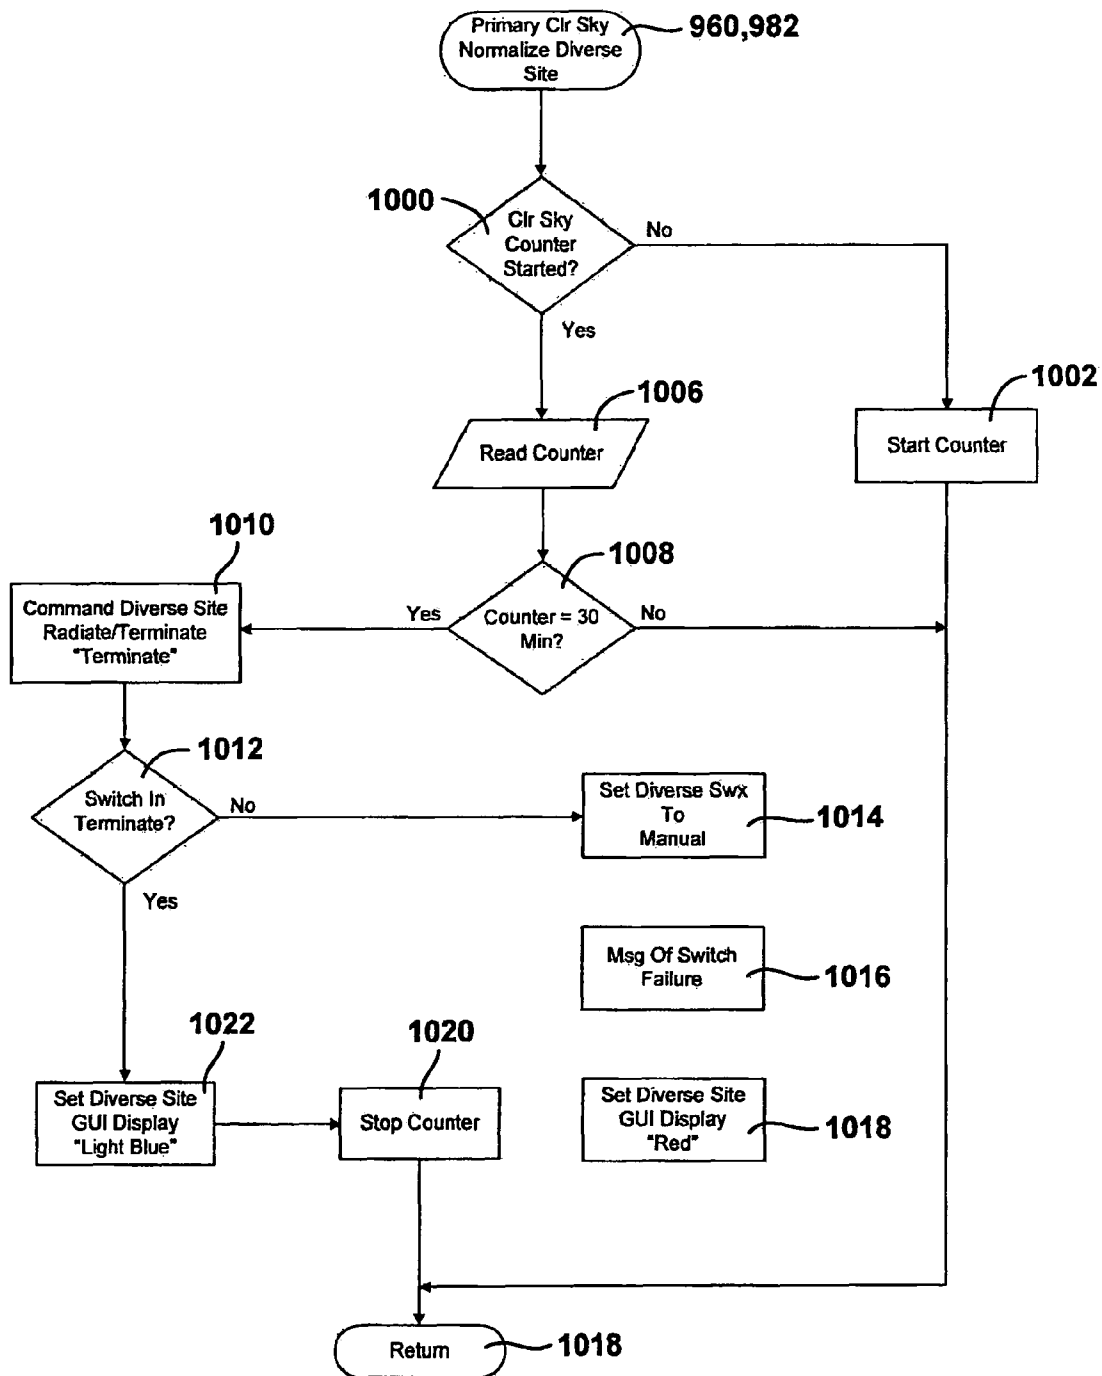 Primary Clr Sky
Normalize Diverse
Site
960,982
1000
Clr Sky
Counter
Started?
No
Yes
1006
Read Counter
1002
Start Counter
1010
Command Diverse Site
Radiate/Terminate
"Terminate"
Yes
1008
Counter = 30
Min?
No
1012
Switch In
Terminate?
No
Yes
Set Diverse Swx
To
Manual
1014
Msg Of Switch
Failure
1016
1022
Set Diverse Site
GUI Display
"Light Blue"
1020
Stop Counter
Set Diverse Site
GUI Display
"Red"
1018
Return
1018